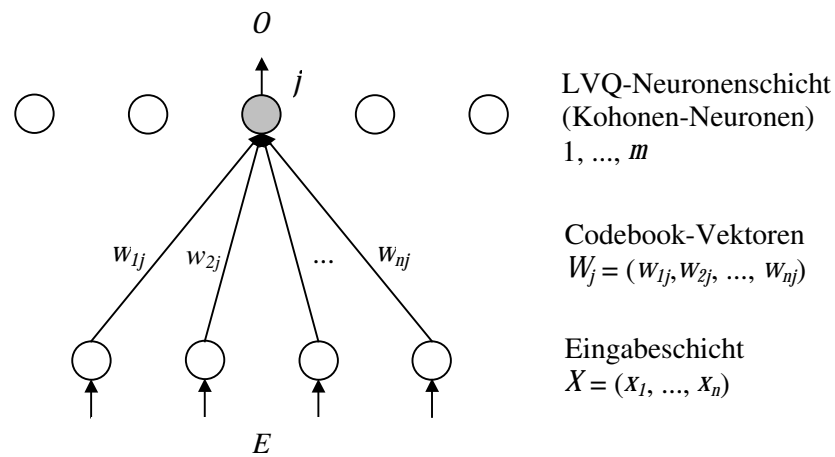 O
j
LVQ-Neuronenschicht
(Kohonen-Neuronen)
1, ..., m
w1j
w2j
...
wnj
Codebook-Vektoren
Wj = (w1j,w2j, ..., wnj)
Eingabeschicht
X = (x1, ..., xn)
E